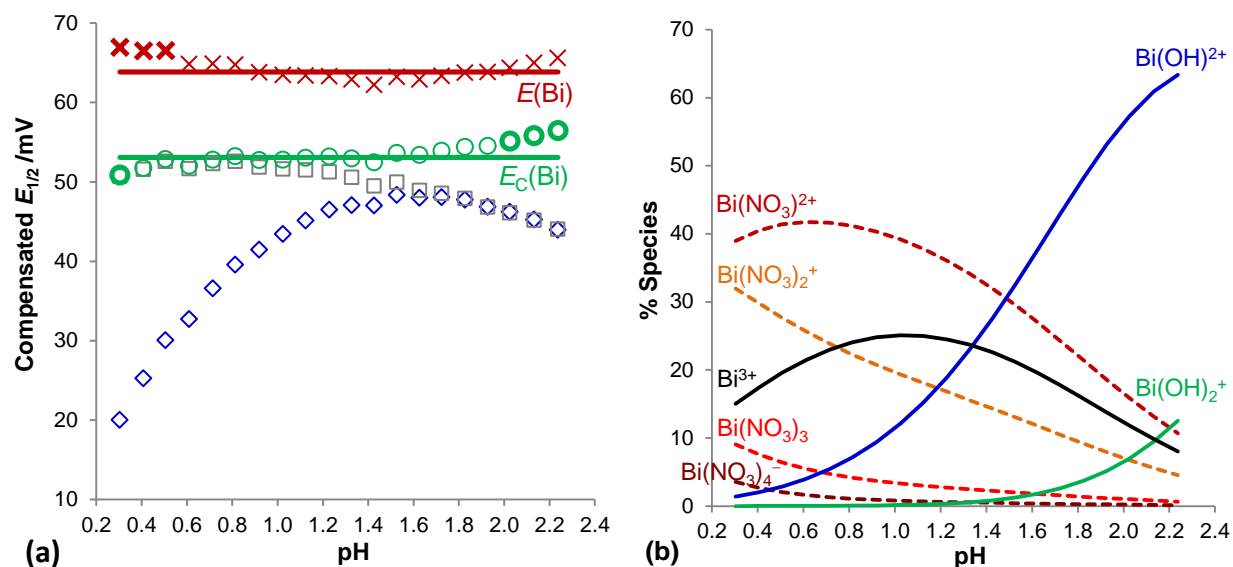 70
60
50
40
30
20
10
0.2 0.4 0.6 0.8 1.0 1.2 1.4 1.6 1.8 2.0 2.2 2.4
Compensated E1/2 /mV
pH
E(Bi)
EC(Bi)
(a)
70
60
50
40
30
20
10
0
0.2 0.4 0.6 0.8 1.0 1.2 1.4 1.6 1.8 2.0 2.2 2.4
% Species
pH
Bi(OH)²⁺
Bi(NO₃)²⁺
Bi(NO₃)₂⁺
Bi³⁺
Bi(OH)₂⁺
Bi(NO₃)₃
Bi(NO₃)₄⁻
(b)